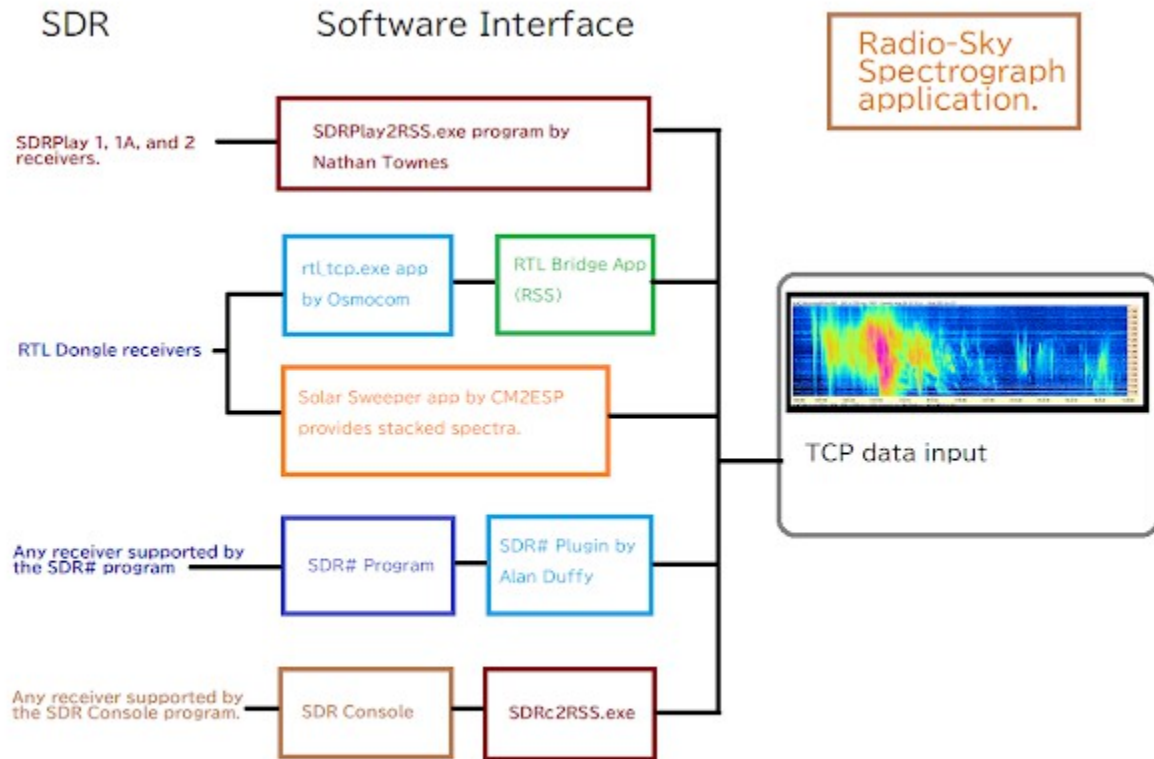 SDR
Software Interface
Radio-Sky
Spectrograph
application.
SDRPlay 1, 1A, and 2
receivers.
SDRPlay2RSS.exe program by
Nathan Townes
rtl_tcp.exe app
by Osmocom
RTL Bridge App
(RSS)
RTL Dongle receivers
Solar Sweeper app by CM2ESP
provides stacked spectra.
TCP data input
Any receiver supported by
the SDR# program
SDR# Program
SDR# Plugin by
Alan Duffy
Any receiver supported by
the SDR Console program.
SDR Console
SDRc2RSS.exe